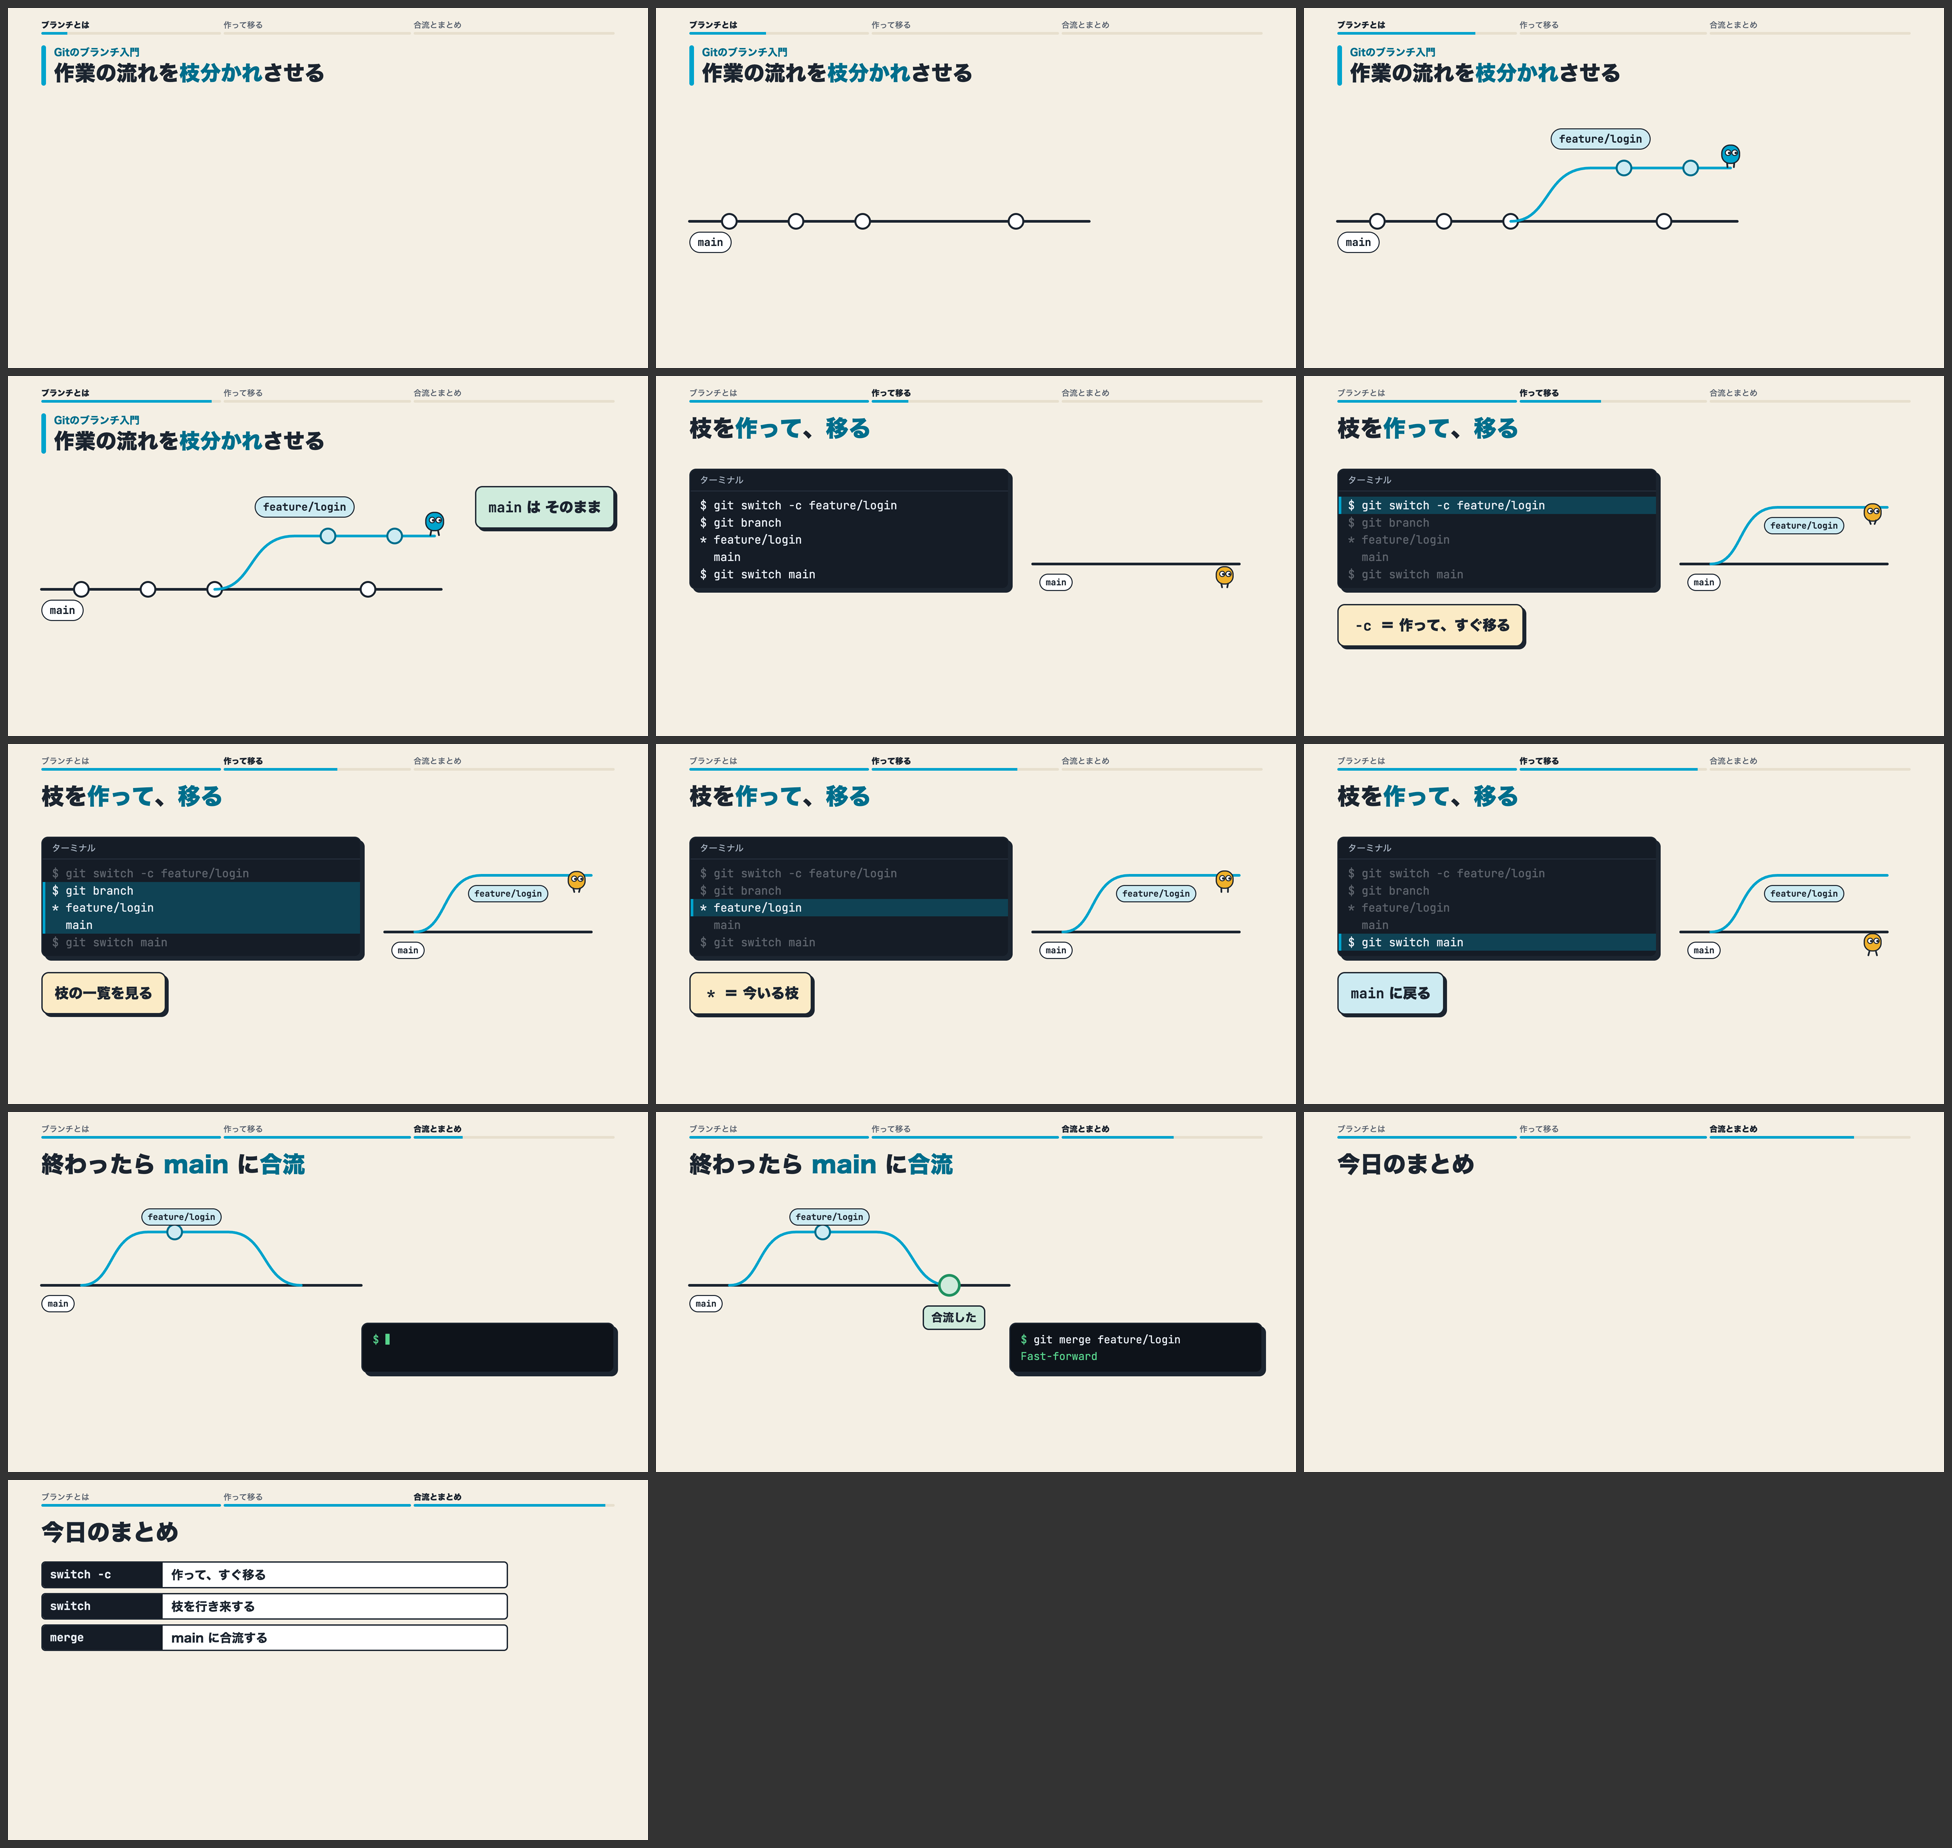 ブランチとは 作って移る 合流とまとめ
Gitのブランチ入門
作業の流れを枝分かれさせる
ブランチとは 作って移る 合流とまとめ
Gitのブランチ入門
作業の流れを枝分かれさせる
main
ブランチとは 作って移る 合流とまとめ
Gitのブランチ入門
作業の流れを枝分かれさせる
feature/login
main
ブランチとは 作って移る 合流とまとめ
Gitのブランチ入門
作業の流れを枝分かれさせる
feature/login
main は そのまま
main
ブランチとは 作って移る 合流とまとめ
枝を作って、移る
ターミナル
$ git switch -c feature/login
$ git branch
* feature/login
main
$ git switch main
main
ブランチとは 作って移る 合流とまとめ
枝を作って、移る
ターミナル
$ git switch -c feature/login
$ git branch
* feature/login
main
$ git switch main
feature/login
main
-c = 作って、すぐ移る
ブランチとは 作って移る 合流とまとめ
枝を作って、移る
ターミナル
$ git switch -c feature/login
$ git branch
* feature/login
main
$ git switch main
feature/login
main
枝の一覧を見る
ブランチとは 作って移る 合流とまとめ
枝を作って、移る
ターミナル
$ git switch -c feature/login
$ git branch
* feature/login
main
$ git switch main
feature/login
main
* = 今いる枝
ブランチとは 作って移る 合流とまとめ
枝を作って、移る
ターミナル
$ git switch -c feature/login
$ git branch
* feature/login
main
$ git switch main
feature/login
main
main に戻る
ブランチとは 作って移る 合流とまとめ
終わったら main に合流
feature/login
main
$
ブランチとは 作って移る 合流とまとめ
終わったら main に合流
feature/login
main
合流した
$ git merge feature/login
Fast-forward
ブランチとは 作って移る 合流とまとめ
今日のまとめ
ブランチとは 作って移る 合流とまとめ
今日のまとめ
switch -c 作って、すぐ移る
switch 枝を行き来する
merge main に合流する